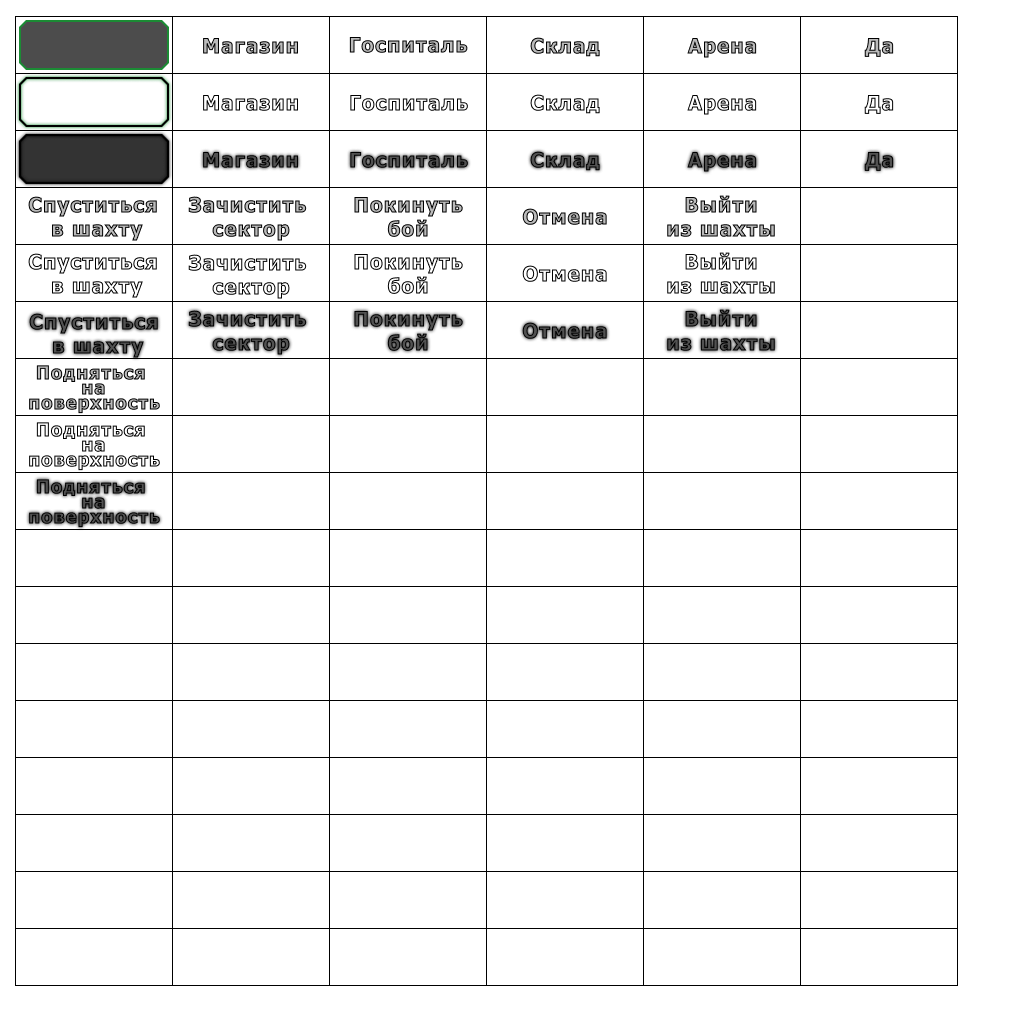 Магазин Госпиталь Склад Арена Да
Магазин Госпиталь Склад Арена Да
Магазин Госпиталь Склад Арена Да
Спуститься
в шахту
Зачистить
сектор
Покинуть
бой
Отмена
Выйти
из шахты
Спуститься
в шахту
Зачистить
сектор
Покинуть
бой
Отмена
Выйти
из шахты
Спуститься
в шахту
Зачистить
сектор
Покинуть
бой
Отмена
Выйти
из шахты
Подняться
на
поверхность
Подняться
на
поверхность
Подняться
на
поверхность